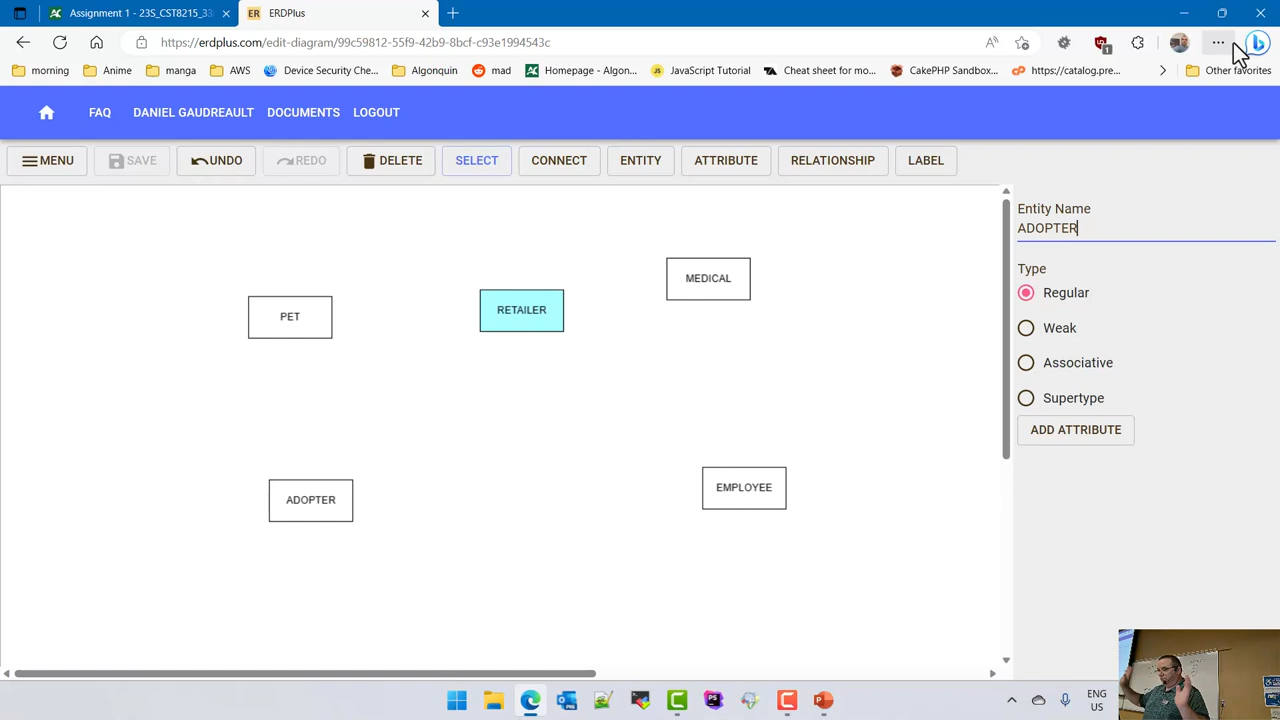 Assignment 1 - 23S_CST8215_33
ERDPlus
https://erdplus.com/edit-diagram/99c59812-55f9-42b9-8bcf-c93e1994543c
morning
Anime
manga
AWS
Device Security Chec...
Algonquin
mad
Homepage - Algon...
JavaScript Tutorial
Cheat sheet for mo...
CakePHP Sandbox...
https://catalog.pre...
Other favorites
FAQ
DANIEL GAUDREAULT
DOCUMENTS
LOGOUT
MENU
SAVE
UNDO
REDO
DELETE
SELECT
CONNECT
ENTITY
ATTRIBUTE
RELATIONSHIP
LABEL
Entity Name
ADOPTER
Type
Regular
Weak
Associative
Supertype
ADD ATTRIBUTE
MEDICAL
RETAILER
PET
EMPLOYEE
ADOPTER
ENG
US